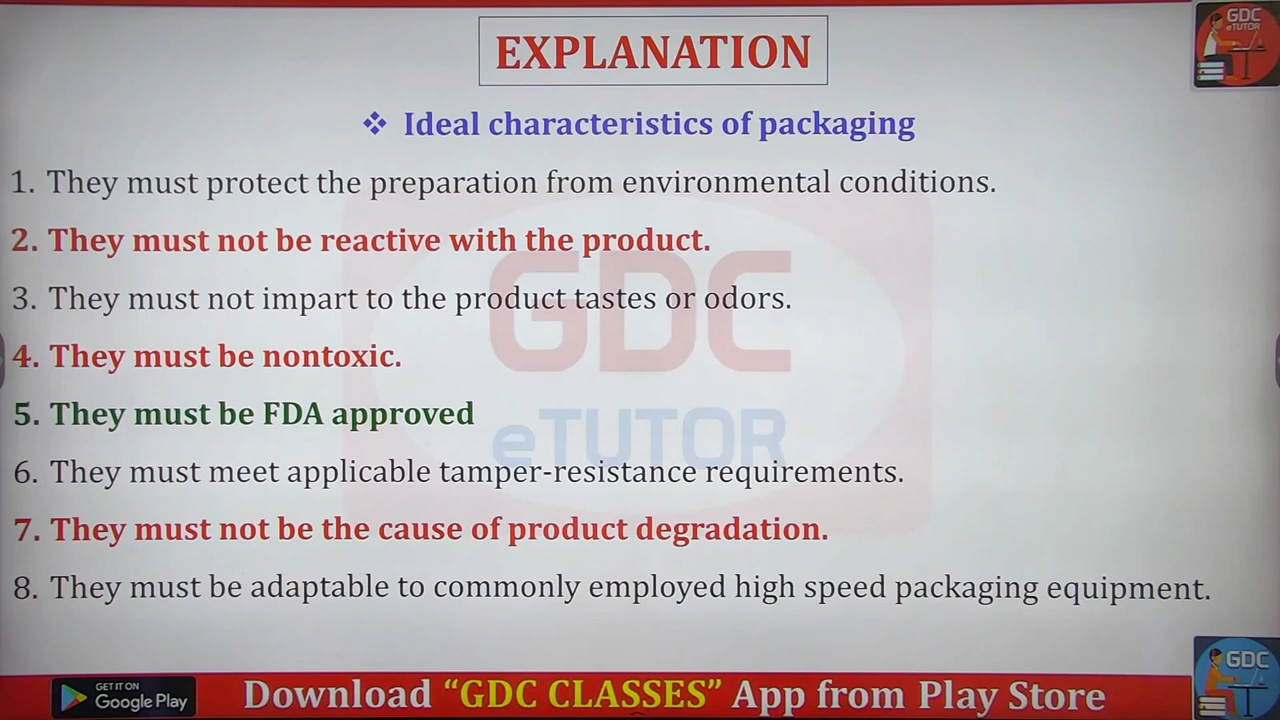 EXPLANATION
GDC
eTUTOR
❖ Ideal characteristics of packaging
1. They must protect the preparation from environmental conditions.
2. They must not be reactive with the product.
3. They must not impart to the product tastes or odors.
4. They must be nontoxic.
5. They must be FDA approved
6. They must meet applicable tamper-resistance requirements.
7. They must not be the cause of product degradation.
8. They must be adaptable to commonly employed high speed packaging equipment.
GDC
eTUTOR
GET IT ON
Google Play
Download “GDC CLASSES” App from Play Store
GDC